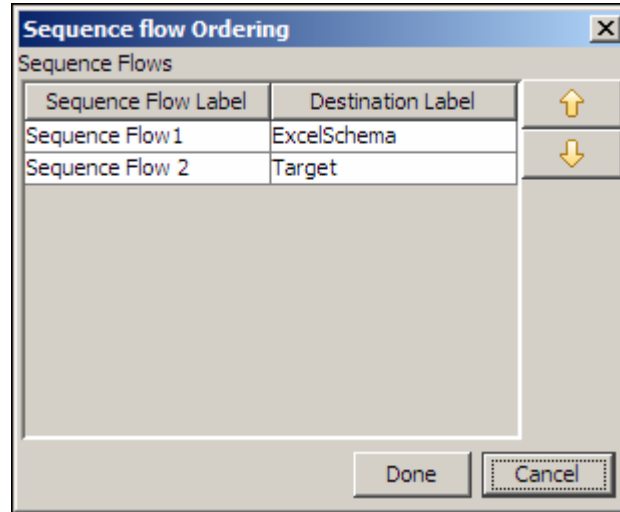 Sequence flow Ordering
Sequence Flows
Sequence Flow Label Destination Label
Sequence Flow1 ExcelSchema
Sequence Flow 2 Target
Done Cancel